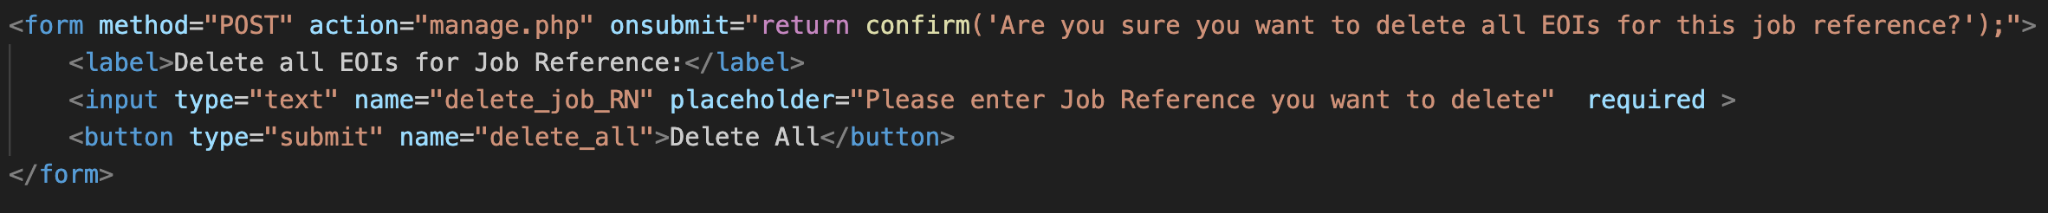 <form method="POST" action="manage.php" onsubmit="return confirm('Are you sure you want to delete all EOIs for this job reference?');">
    <label>Delete all EOIs for Job Reference:</label>
    <input type="text" name="delete_job_RN" placeholder="Please enter Job Reference you want to delete"  required >
    <button type="submit" name="delete_all">Delete All</button>
</form>